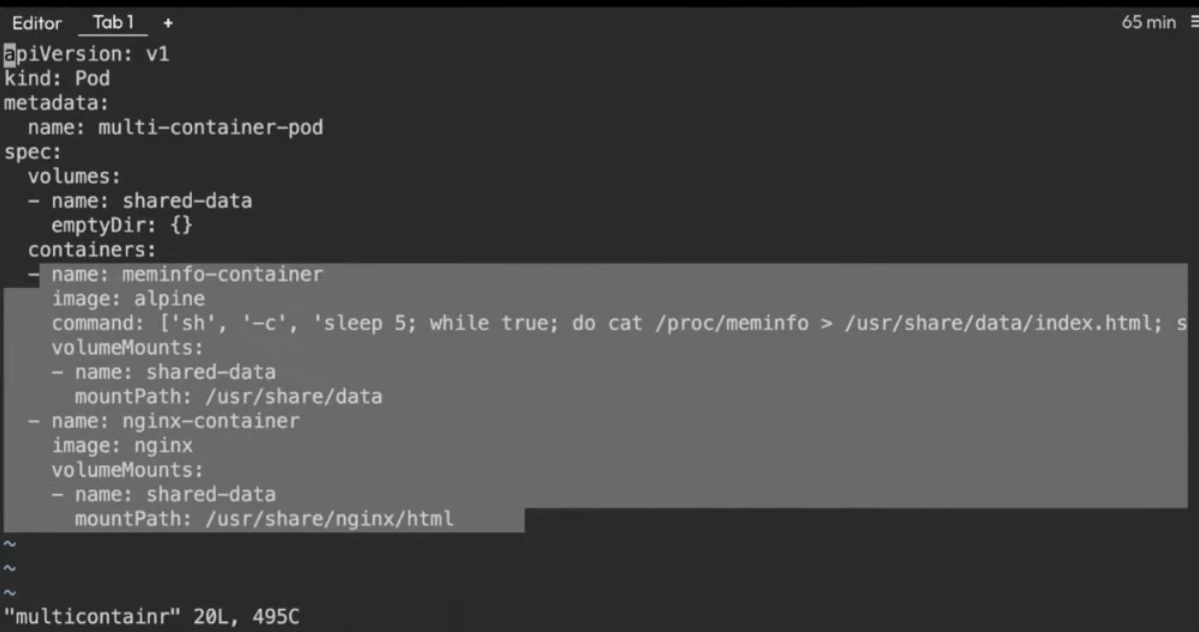 Editor Tab 1 + 65 min
apiVersion: v1
kind: Pod
metadata:
  name: multi-container-pod
spec:
  volumes:
  - name: shared-data
    emptyDir: {}
  containers:
  - name: meminfo-container
    image: alpine
    command: ['sh', '-c', 'sleep 5; while true; do cat /proc/meminfo > /usr/share/data/index.html; s
    volumeMounts:
    - name: shared-data
      mountPath: /usr/share/data
  - name: nginx-container
    image: nginx
    volumeMounts:
    - name: shared-data
      mountPath: /usr/share/nginx/html
~
~
~
"multicontainr" 20L, 495C